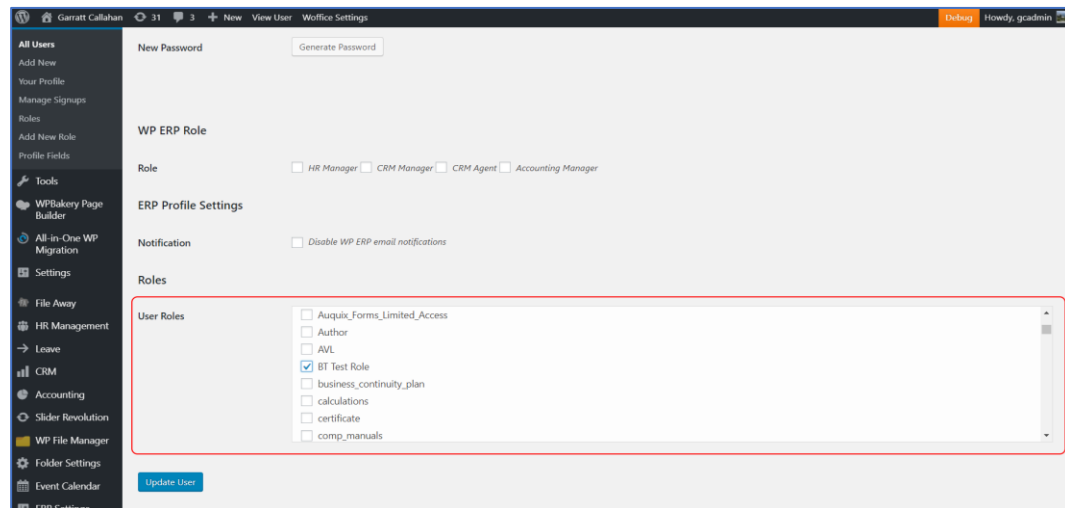 Garratt Callahan 31 3 New View User Woffice Settings Debug Howdy, gcadmin
All Users
Add New
Your Profile
Manage Signups
Roles
Add New Role
Profile Fields
Tools
WPBakery Page
Builder
All-in-One WP
Migration
Settings
File Away
HR Management
Leave
CRM
Accounting
Slider Revolution
WP File Manager
Folder Settings
Event Calendar
ERP Settings
New Password Generate Password
WP ERP Role
Role HR Manager CRM Manager CRM Agent Accounting Manager
ERP Profile Settings
Notification Disable WP ERP email notifications
Roles
User Roles
Auquix_Forms_Limited_Access
Author
AVL
BT Test Role
business_continuity_plan
calculations
certificate
comp_manuals
Update User